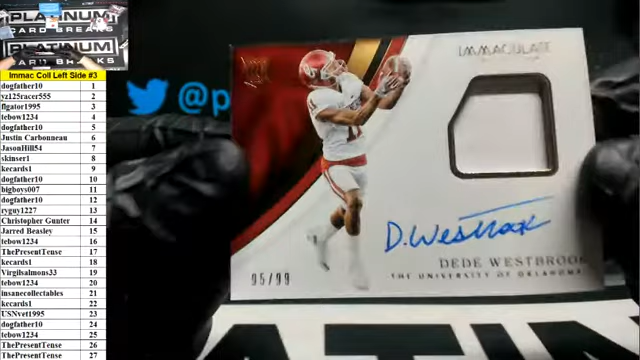 PLATINUM
CARD BREAKS
PLATINUM
Immac Coll Left Side #3
dogfather10 1
yz125racer555 2
flgator1995 3
tebow1234 4
dogfather10 5
Justin Carbonneau 6
JasonHill54 7
skinser1 8
kecards1 9
dogfather10 10
bigboys007 11
dogfather10 12
ryguy1227 13
Christopher Gunter 14
Jarred Beasley 15
tebow1234 16
ThePresentTense 17
kecards1 18
Virgilsalmons33 19
tebow1234 20
insanecollectables 21
kecards1 22
USNvet1995 23
dogfather10 24
tebow1234 25
ThePresentTense 26
ThePresentTense 27
@p
IMMACULATE
D. Westbrook
DEDE WESTBROOK
THE UNIVERSITY OF OKLAHOMA
95/99